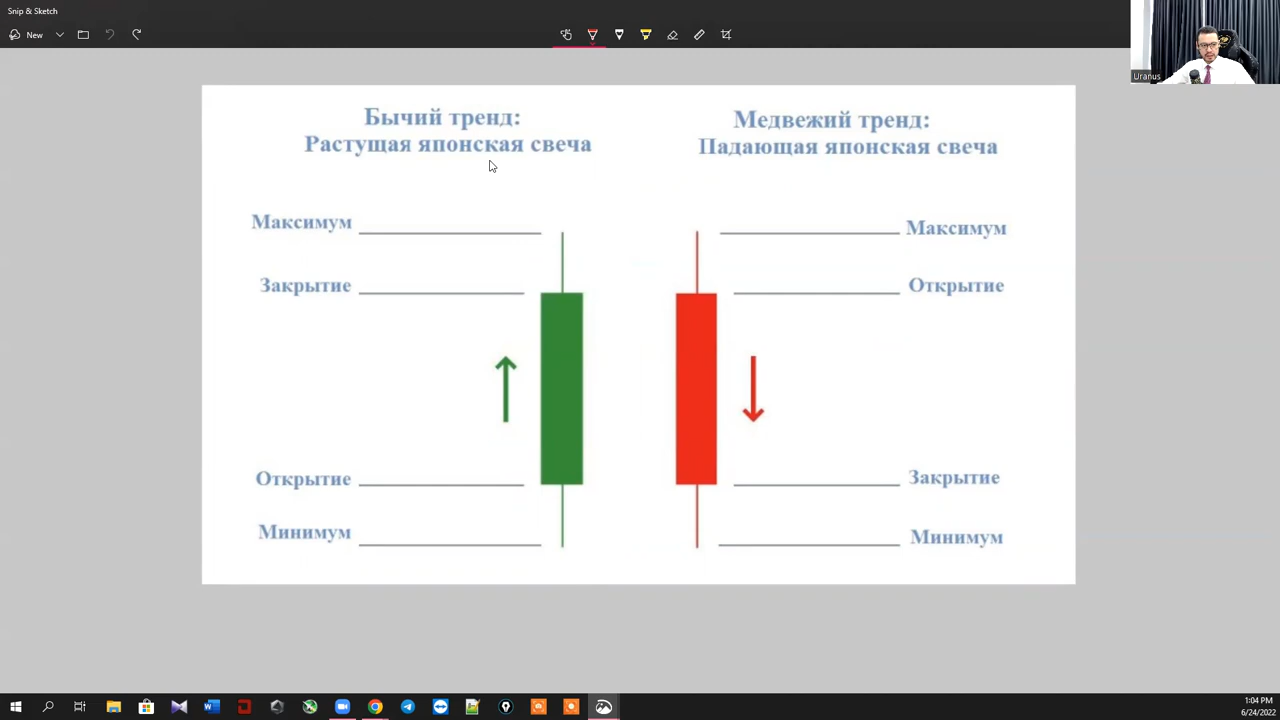 Snip & Sketch
New
Uranus
Бычий тренд:
Растущая японская свеча
Медвежий тренд:
Падающая японская свеча
Максимум
Максимум
Закрытие
Открытие
Открытие
Закрытие
Минимум
Минимум
1:04 PM
6/24/2022